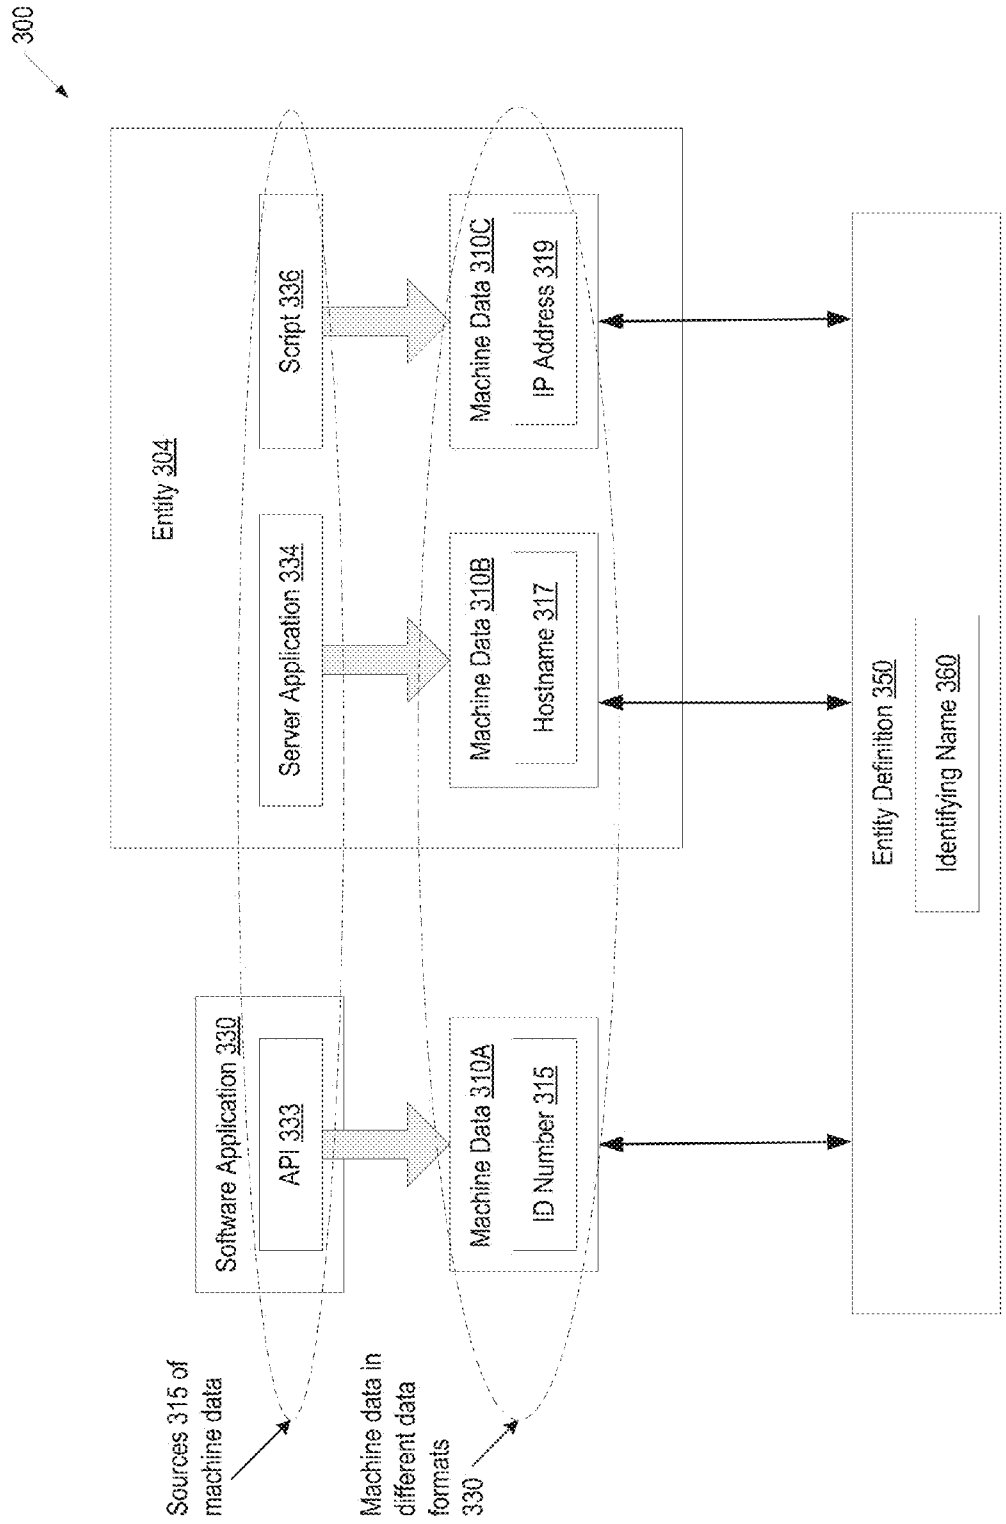 300
Entity 304
Software Application 330
API 333
Server Application 334
Script 336
Sources 315 of
machine data
Machine Data 310A
ID Number 315
Machine Data 310B
Hostname 317
Machine Data 310C
IP Address 319
Machine data in
different data
formats
330
Entity Definition 350
Identifying Name 360